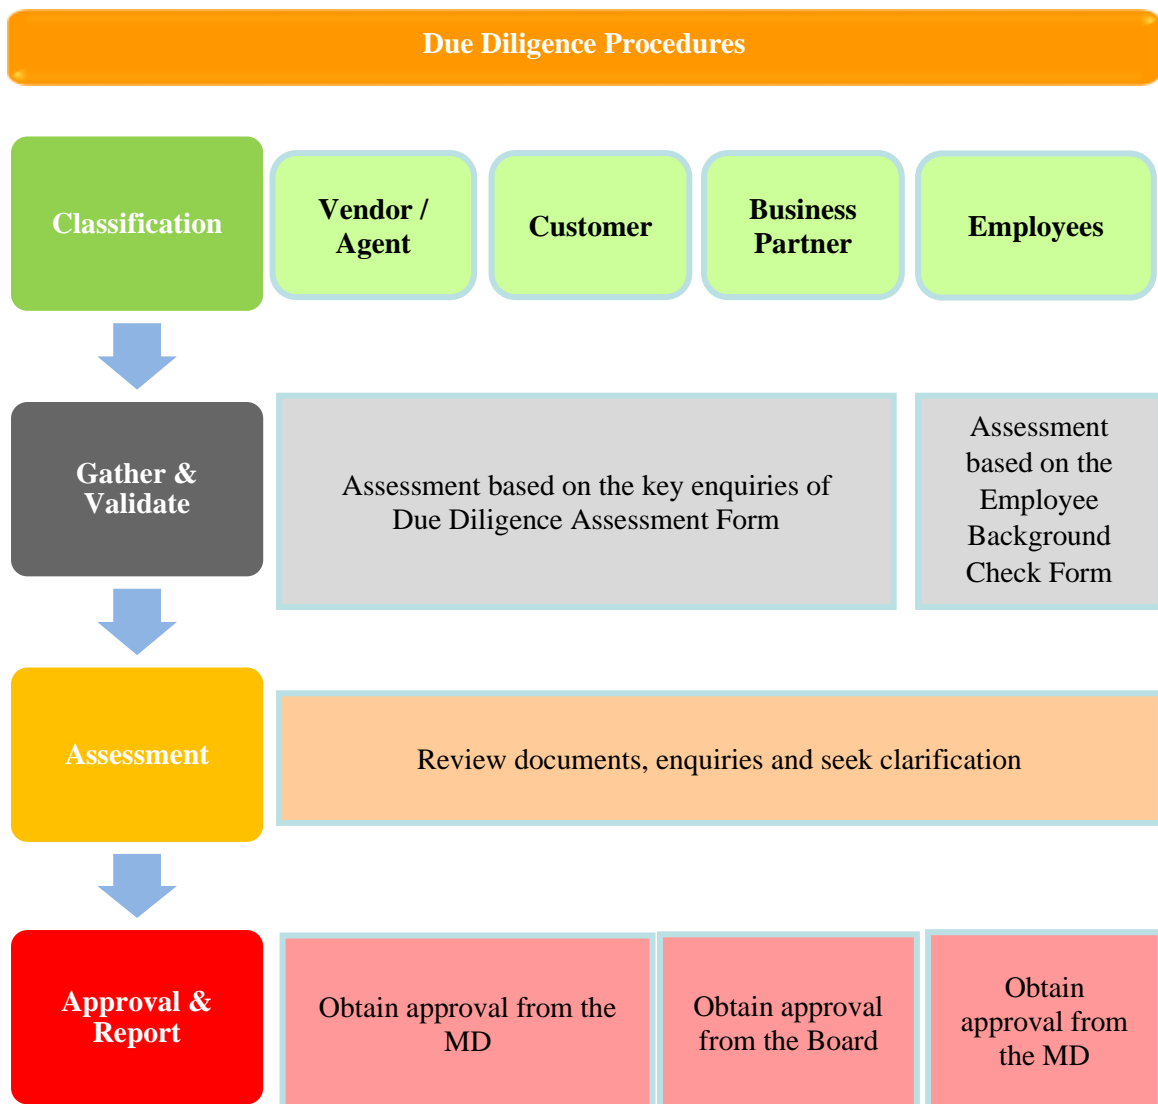 Due Diligence Procedures
Classification
Vendor /
Agent
Customer
Business
Partner
Employees
Gather &
Validate
Assessment based on the key enquiries of
Due Diligence Assessment Form
Assessment
based on the
Employee
Background
Check Form
Assessment
Review documents, enquiries and seek clarification
Approval &
Report
Obtain approval from the
MD
Obtain approval
from the Board
Obtain
approval from
the MD